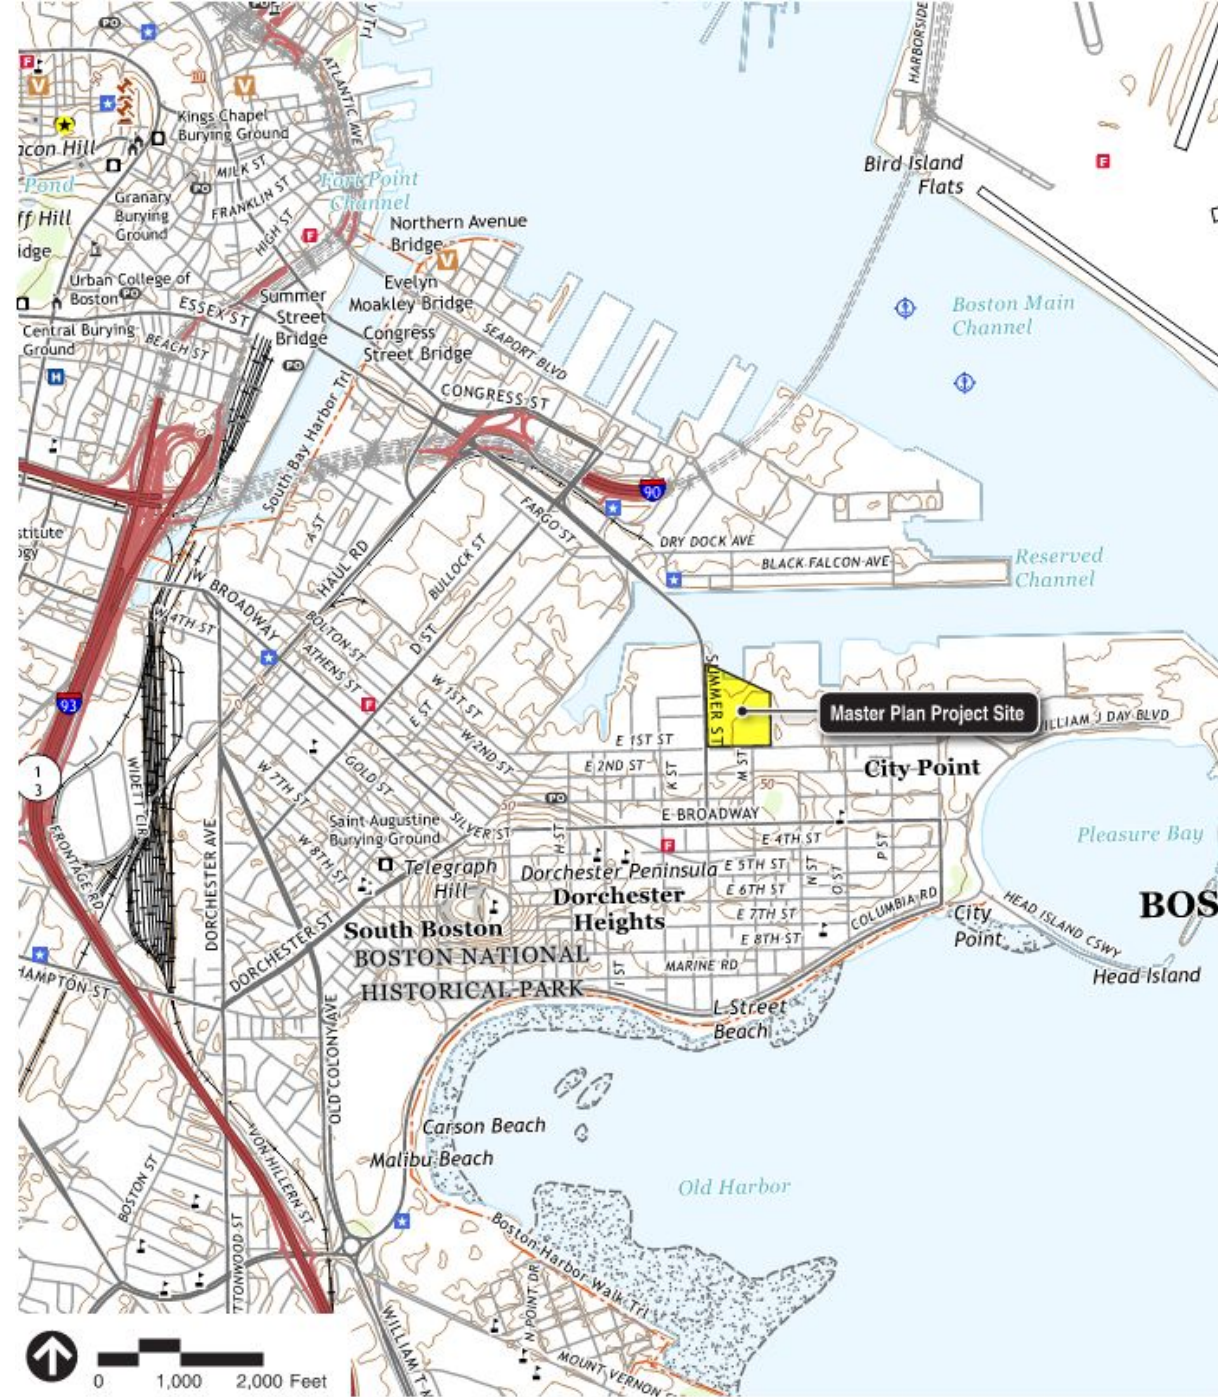 PO
PO
ATLANTIC AVE
HARBORSIDE
F
V
V
Kings Chapel
Burying Ground
F
acon Hill
MILK ST
Bird Island
Flats
Pond
PO
FRANKLIN ST
Fort Point
Channel
Granary
Burying
Ground
ff Hill
HIGH ST
F
Northern Avenue
Bridge
V
idge
Urban College of
Boston
PO
Evelyn
Moakley Bridge
ESSEX ST
Summer
Street
Bridge
Boston Main
Channel
Central Burying
Ground
BEACH ST
Congress
Street Bridge
SEAPORT BLVD
PO
H
CONGRESS ST
South Bay Harbor Trl
90
A ST
FARGO ST
stitute
ogy
DRY DOCK AVE
HAUL RD
BULLOCK ST
BLACK FALCON AVE
Reserved
Channel
W BROADWAY
W 4TH ST
BOLTON ST
D ST
ATHENS ST
93
F
E ST
W 1ST ST
SUMMER ST
Master Plan Project Site
WILLIAM J DAY BLVD
W 2ND ST
E 1ST ST
E 2ND ST
K ST
M ST
City Point
1
3
WIDETT CIR
W 7TH ST
GOLD ST
50
PO
50
E BROADWAY
Saint Augustine
Burying Ground
SILVER ST
Pleasure Bay
FRONTAGE RD
DORCHESTER AVE
W 8TH ST
H ST
F
E 4TH ST
P ST
Telegraph
Hill
Dorchester Peninsula
E 5TH ST
N ST
O ST
Dorchester
Heights
E 6TH ST
BOS
E 7TH ST
COLUMBIA RD
HEAD ISLAND CSWY
City
Point
South Boston
E 8TH ST
DORCHESTER ST
BOSTON NATIONAL
HISTORICAL PARK
I ST
MARINE RD
Head Island
HAMPTON ST
L Street
Beach
OLD COLONY AVE
Carson Beach
Malibu Beach
VON HILLERN ST
BOSTON ST
Old Harbor
Boston Harbor Walk Trl
TTONWOOD ST
N POINT DR
WILLIAM T
MOUNT VERNON
0 1,000 2,000 Feet